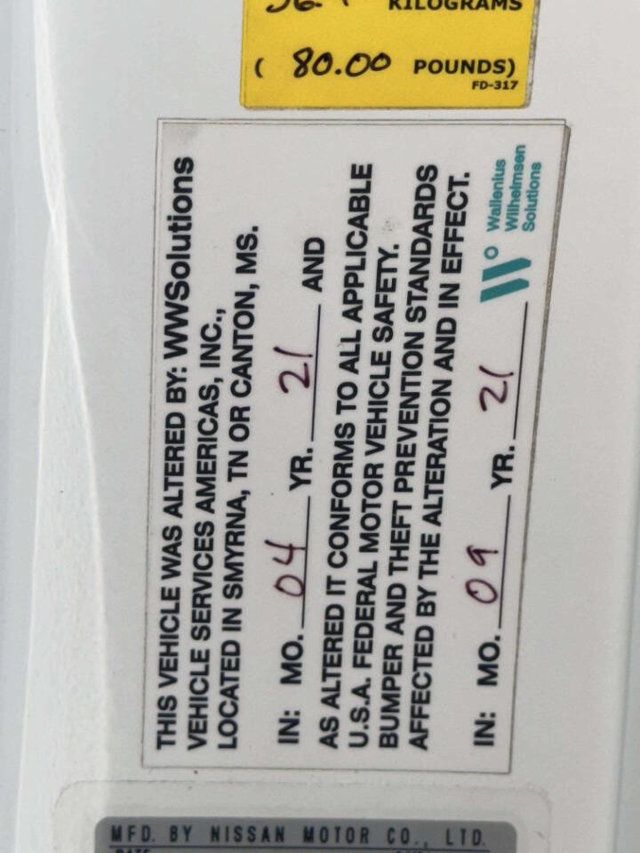 KILOGRAMS
( 80.00 POUNDS)
FD-317
THIS VEHICLE WAS ALTERED BY: WWSolutions
VEHICLE SERVICES AMERICAS, INC.,
LOCATED IN SMYRNA, TN OR CANTON, MS.
IN: MO. 04 YR. 21 AND
AS ALTERED IT CONFORMS TO ALL APPLICABLE
U.S.A. FEDERAL MOTOR VEHICLE SAFETY.
BUMPER AND THEFT PREVENTION STANDARDS
AFFECTED BY THE ALTERATION AND IN EFFECT.
IN: MO. 09 YR. 21
Wallenius
Wilhelmsen
Solutions
MFD. BY NISSAN MOTOR CO., LTD.